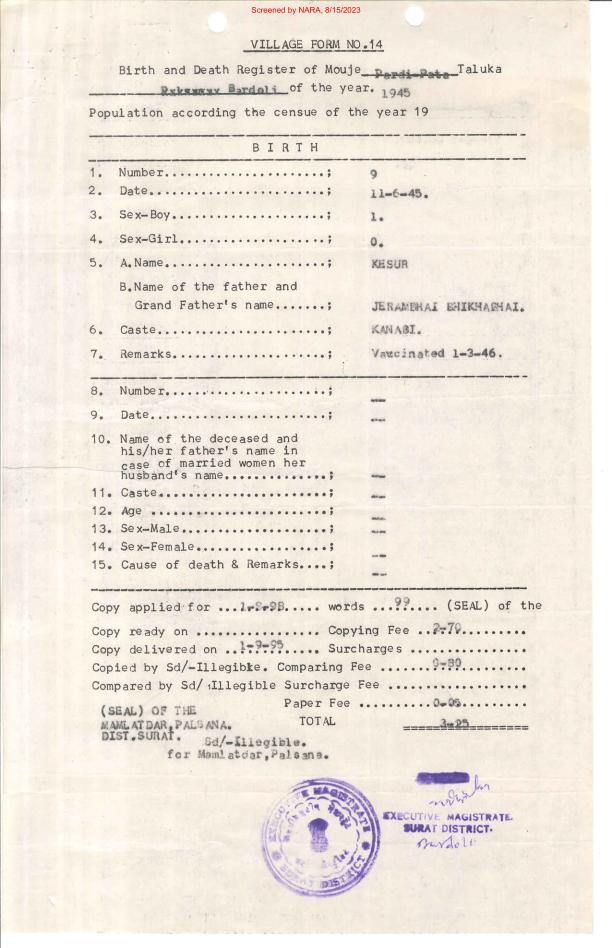 Screened by NARA, 8/15/2023
VILLAGE FORM NO.14
Birth and Death Register of Mouje Pardi-Pata Taluka
Bardoli of the year. 1945
Population according the census of the year 19
BIRTH
1. Number.......................; 9
2. Date.........................; 11-6-45.
3. Sex-Boy......................; 1.
4. Sex-Girl.....................; 0.
5. A.Name.......................; KESUR
B.Name of the father and
Grand Father's name.......; JERAMBHAI BHIKHABHAI.
6. Caste........................; KANABI.
7. Remarks......................; Vaccinated 1-3-46.
8. Number.......................; --
9. Date.........................; --
10. Name of the deceased and
his/her father's name in
case of married women her
husband's name..............; --
11. Caste........................; --
12. Age .........................; --
13. Sex-Male.....................; --
14. Sex-Female...................; --
15. Cause of death & Remarks....; --
Copy applied for ........ words ...99.... (SEAL) of the
Copy ready on ............... Copying Fee ..2-70.........
Copy delivered on ..1-9-95..... Surcharges ..............
Copied by Sd/-Illegible. Comparing Fee .......0-80.........
Compared by Sd/-Illegible Surcharge Fee .................
Paper Fee ..........0-05.........
(SEAL) OF THE
MAMLATDAR,PALSANA. TOTAL 3-25
DIST.SURAT. Sd/-Illegible.
for Mamlatdar,Palsana.
EXECUTIVE MAGISTRATE
SURAT DISTRICT
EXECUTIVE MAGISTRATE.
SURAT DISTRICT.
Bardoli